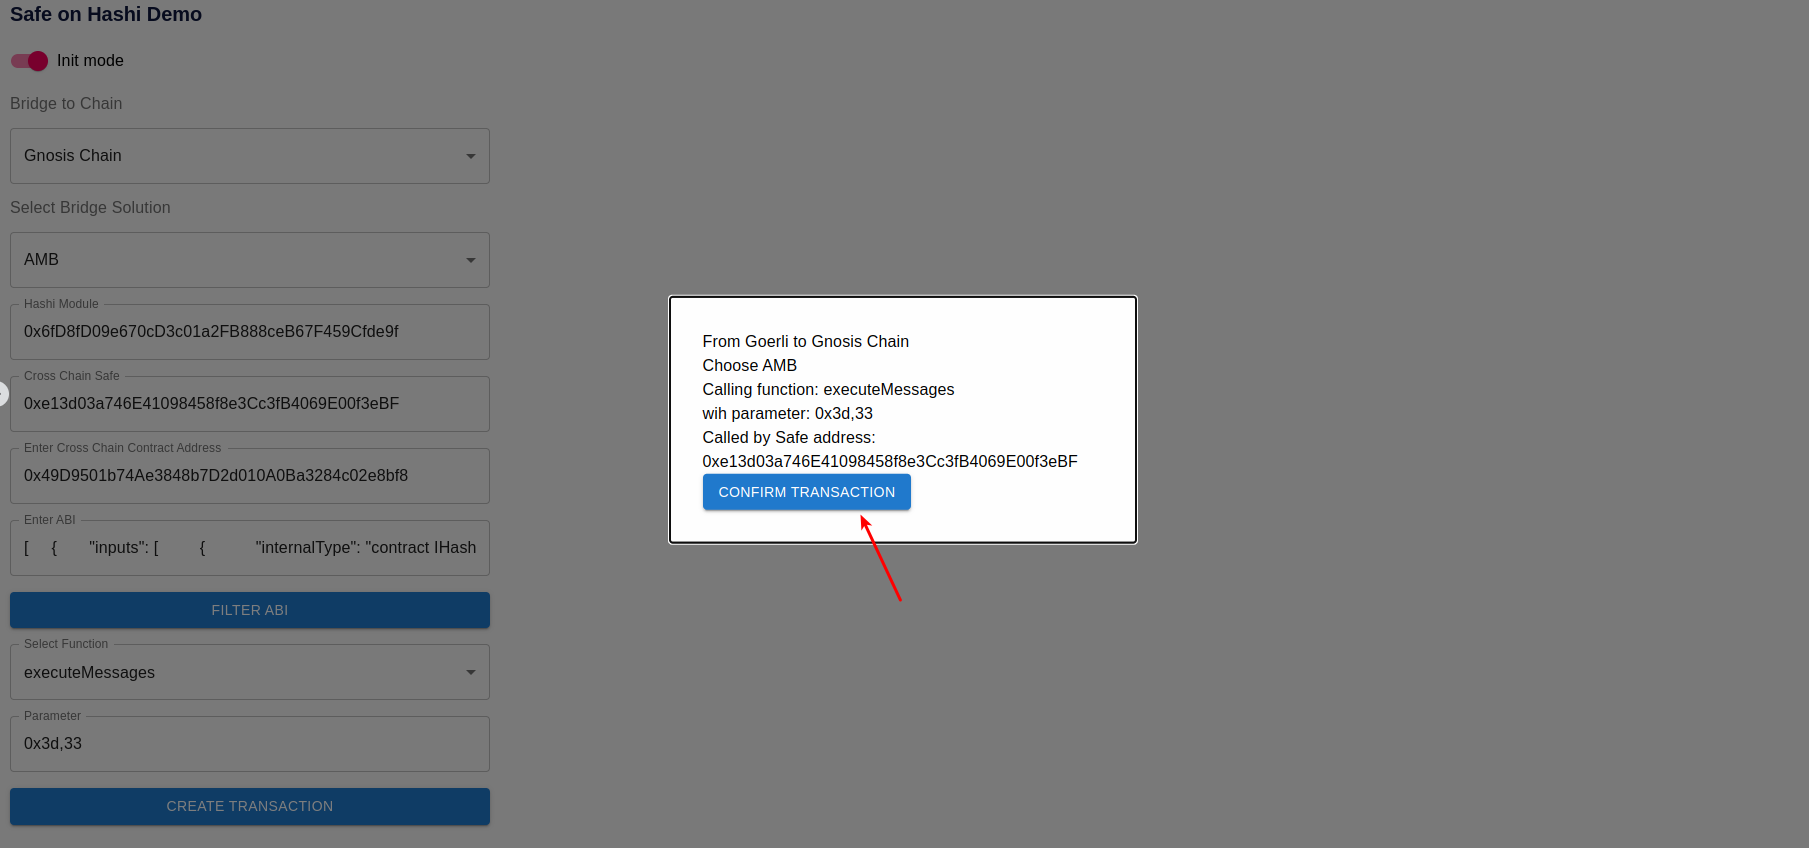 Safe on Hashi Demo
Init mode
Bridge to Chain
Gnosis Chain
Select Bridge Solution
AMB
Hashi Module
0x6fD8fD09e670cD3c01a2FB888ceB67F459Cfde9f
Cross Chain Safe
0xe13d03a746E41098458f8e3Cc3fB4069E00f3eBF
Enter Cross Chain Contract Address
0x49D9501b74Ae3848b7D2d010A0Ba3284c02e8bf8
Enter ABI
[ { "inputs": [ { "internalType": "contract IHash
FILTER ABI
Select Function
executeMessages
Parameter
0x3d,33
CREATE TRANSACTION
From Goerli to Gnosis Chain
Choose AMB
Calling function: executeMessages
wih parameter: 0x3d,33
Called by Safe address:
0xe13d03a746E41098458f8e3Cc3fB4069E00f3eBF
CONFIRM TRANSACTION